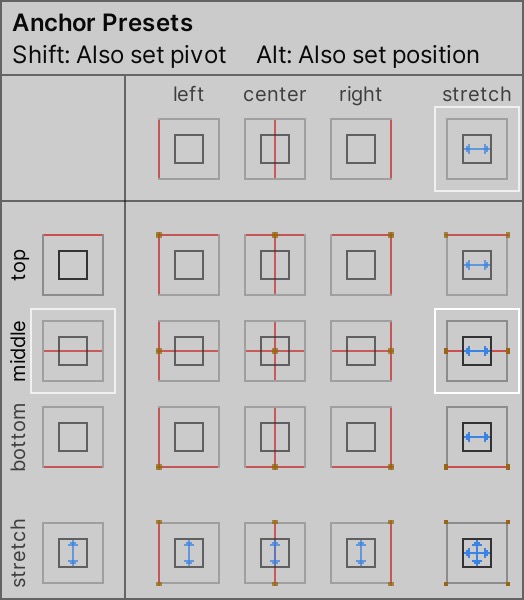 Anchor Presets
Shift: Also set pivot Alt: Also set position
left center right stretch
top
middle
bottom
stretch